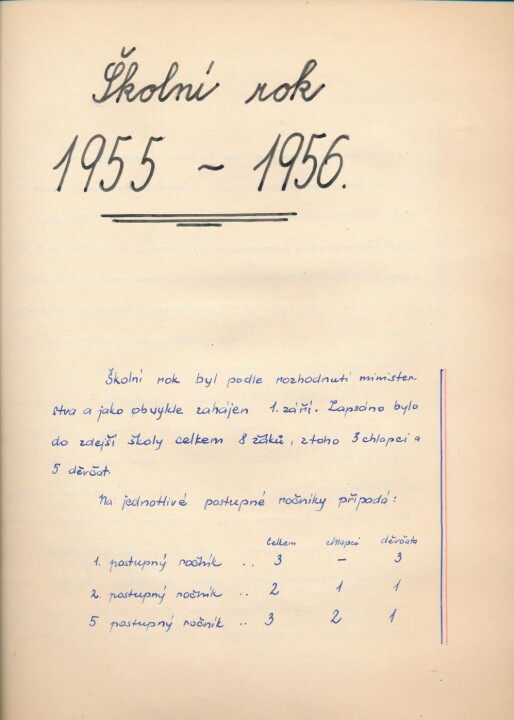 Školní rok
1955 ~ 1956.
Školní rok byl podle rozhodnutí minister
stva a jako obvykle zahájen 1. září. Zapsáno bylo
do zdejší školy celkem 8 žáků, z toho 3 chlapci a
5 děvčat.
Na jednotlivé postupné ročníky připadá:
celkem chlapci děvčata
1. postupný ročník .. 3 – 3
2. postupný ročník .. 2 1 1
5 postupný ročník .. 3 2 1